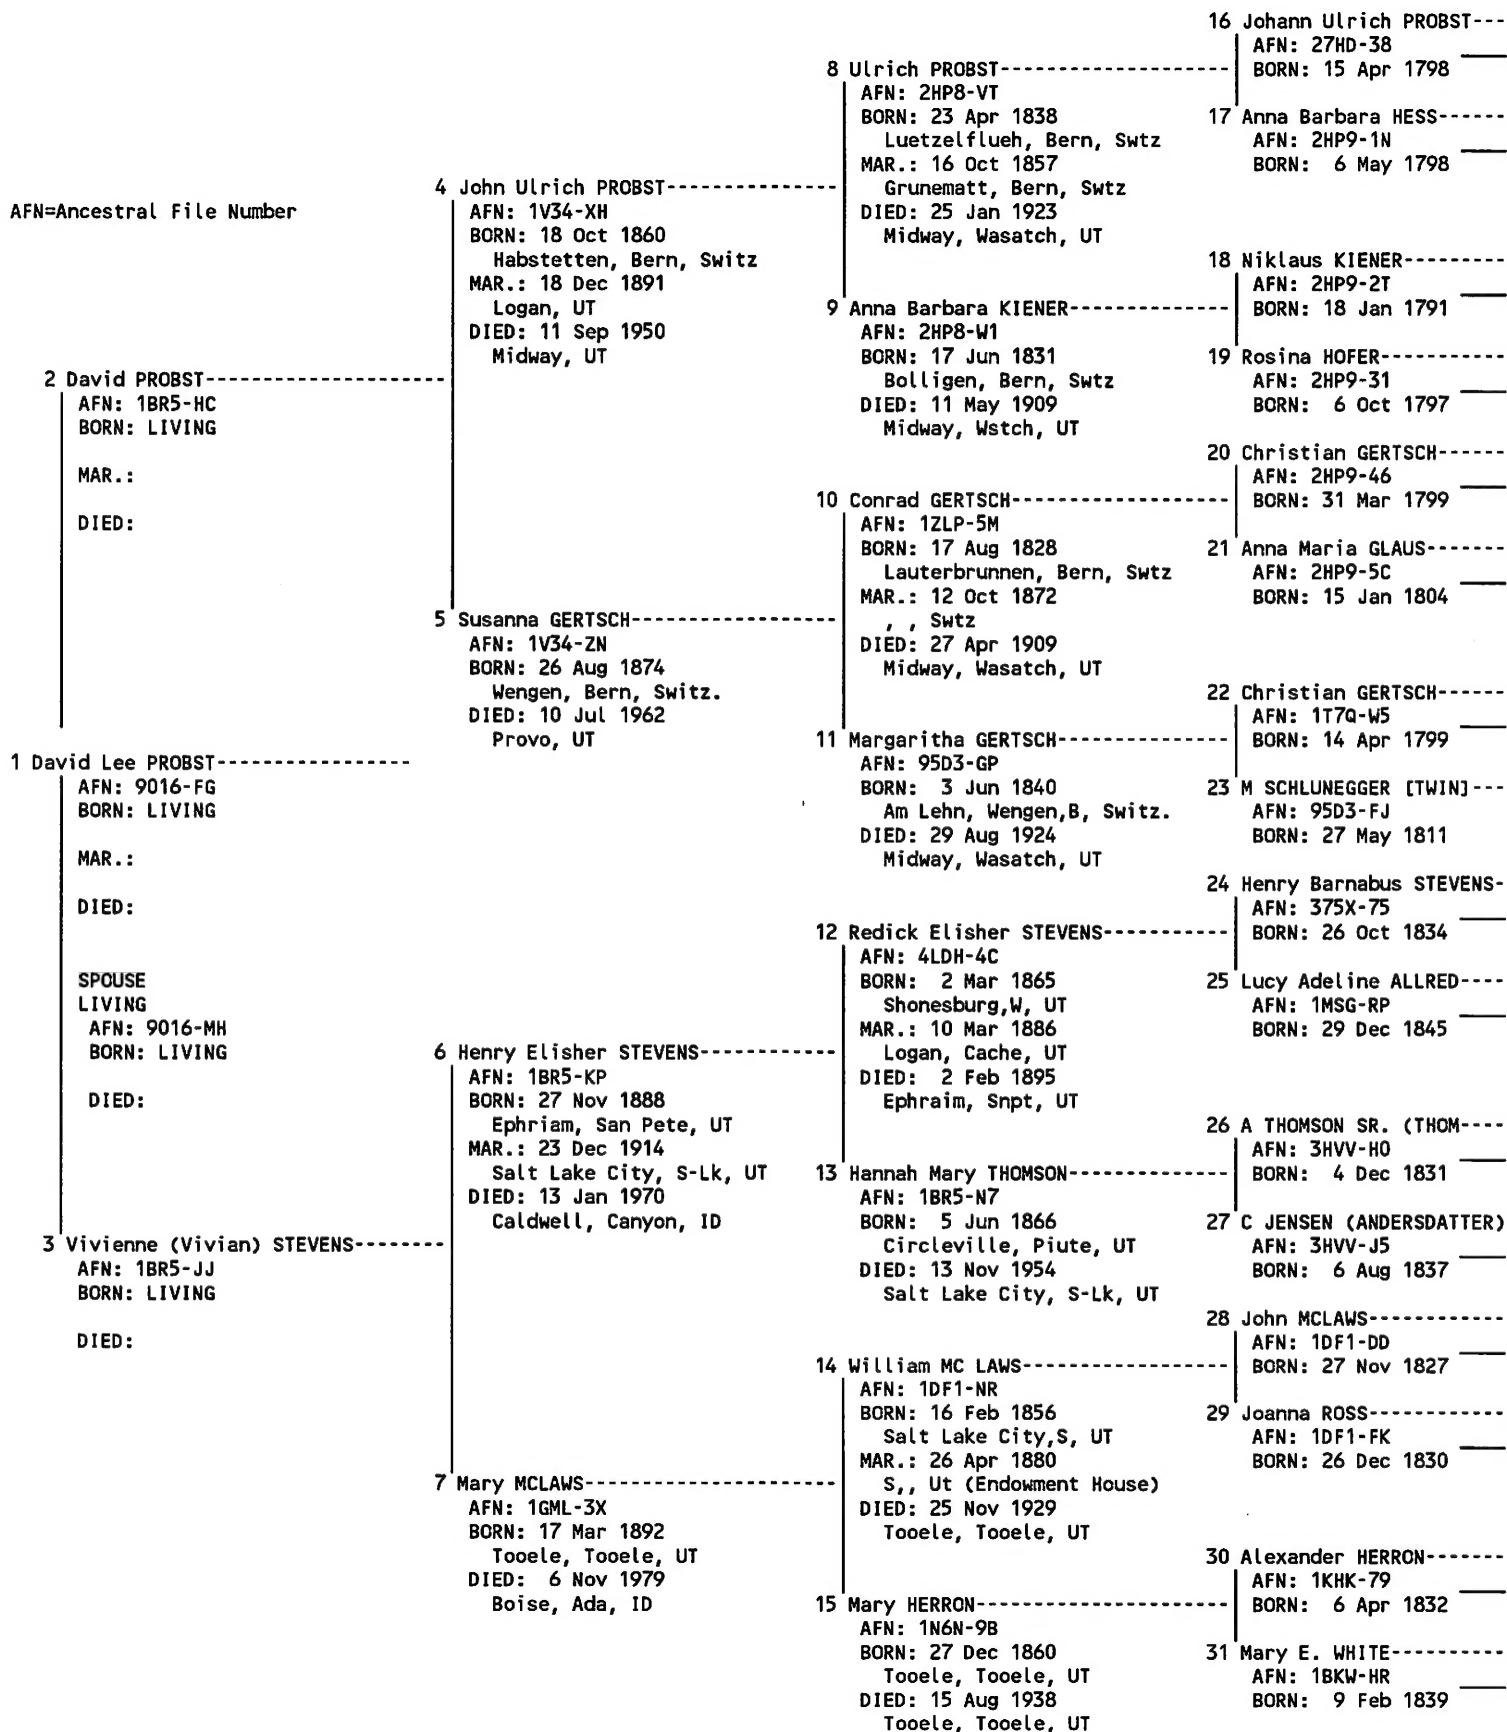 AFN=Ancestral File Number
1 David Lee PROBST----------------
AFN: 9016-FG
BORN: LIVING
MAR.:
DIED:
SPOUSE
LIVING
AFN: 9016-MH
BORN: LIVING
DIED:
2 David PROBST--------------------
AFN: 1BR5-HC
BORN: LIVING
MAR.:
DIED:
3 Vivienne (Vivian) STEVENS--------
AFN: 1BR5-JJ
BORN: LIVING
DIED:
4 John Ulrich PROBST--------------
AFN: 1V34-XH
BORN: 18 Oct 1860
Habstetten, Bern, Switz
MAR.: 18 Dec 1891
Logan, UT
DIED: 11 Sep 1950
Midway, UT
5 Susanna GERTSCH-----------------
AFN: 1V34-ZN
BORN: 26 Aug 1874
Wengen, Bern, Switz.
DIED: 10 Jul 1962
Provo, UT
6 Henry Elisher STEVENS-----------
AFN: 1BR5-KP
BORN: 27 Nov 1888
Ephriam, San Pete, UT
MAR.: 23 Dec 1914
Salt Lake City, S-Lk, UT
DIED: 13 Jan 1970
Caldwell, Canyon, ID
7 Mary MCLAWS---------------------
AFN: 1GML-3X
BORN: 17 Mar 1892
Tooele, Tooele, UT
DIED: 6 Nov 1979
Boise, Ada, ID
8 Ulrich PROBST-------------------
AFN: 2HP8-VT
BORN: 23 Apr 1838
Luetzelflueh, Bern, Swtz
MAR.: 16 Oct 1857
Grunematt, Bern, Swtz
DIED: 25 Jan 1923
Midway, Wasatch, UT
9 Anna Barbara KIENER-------------
AFN: 2HP8-W1
BORN: 17 Jun 1831
Bolligen, Bern, Swtz
DIED: 11 May 1909
Midway, Wstch, UT
10 Conrad GERTSCH------------------
AFN: 1ZLP-5M
BORN: 17 Aug 1828
Lauterbrunnen, Bern, Swtz
MAR.: 12 Oct 1872
, , Swtz
DIED: 27 Apr 1909
Midway, Wasatch, UT
11 Margaritha GERTSCH--------------
AFN: 95D3-GP
BORN: 3 Jun 1840
Am Lehn, Wengen,B, Switz.
DIED: 29 Aug 1924
Midway, Wasatch, UT
12 Redick Elisher STEVENS----------
AFN: 4LDH-4C
BORN: 2 Mar 1865
Shonesburg,W, UT
MAR.: 10 Mar 1886
Logan, Cache, UT
DIED: 2 Feb 1895
Ephraim, Snpt, UT
13 Hannah Mary THOMSON-------------
AFN: 1BR5-N7
BORN: 5 Jun 1866
Circleville, Piute, UT
DIED: 13 Nov 1954
Salt Lake City, S-Lk, UT
14 William MC LAWS-----------------
AFN: 1DF1-NR
BORN: 16 Feb 1856
Salt Lake City,S, UT
MAR.: 26 Apr 1880
S,, Ut (Endowment House)
DIED: 25 Nov 1929
Tooele, Tooele, UT
15 Mary HERRON---------------------
AFN: 1N6N-9B
BORN: 27 Dec 1860
Tooele, Tooele, UT
DIED: 15 Aug 1938
Tooele, Tooele, UT
16 Johann Ulrich PROBST---
AFN: 27HD-38
BORN: 15 Apr 1798
17 Anna Barbara HESS------
AFN: 2HP9-1N
BORN: 6 May 1798
18 Niklaus KIENER---------
AFN: 2HP9-2T
BORN: 18 Jan 1791
19 Rosina HOFER-----------
AFN: 2HP9-31
BORN: 6 Oct 1797
20 Christian GERTSCH------
AFN: 2HP9-46
BORN: 31 Mar 1799
21 Anna Maria GLAUS-------
AFN: 2HP9-5C
BORN: 15 Jan 1804
22 Christian GERTSCH------
AFN: 1T7Q-W5
BORN: 14 Apr 1799
23 M SCHLUNEGGER [TWIN]---
AFN: 95D3-FJ
BORN: 27 May 1811
24 Henry Barnabus STEVENS-
AFN: 375X-75
BORN: 26 Oct 1834
25 Lucy Adeline ALLRED----
AFN: 1MSG-RP
BORN: 29 Dec 1845
26 A THOMSON SR. (THOM----
AFN: 3HVV-H0
BORN: 4 Dec 1831
27 C JENSEN (ANDERSDATTER)
AFN: 3HVV-J5
BORN: 6 Aug 1837
28 John MCLAWS------------
AFN: 1DF1-DD
BORN: 27 Nov 1827
29 Joanna ROSS------------
AFN: 1DF1-FK
BORN: 26 Dec 1830
30 Alexander HERRON-------
AFN: 1KHK-79
BORN: 6 Apr 1832
31 Mary E. WHITE----------
AFN: 1BKW-HR
BORN: 9 Feb 1839